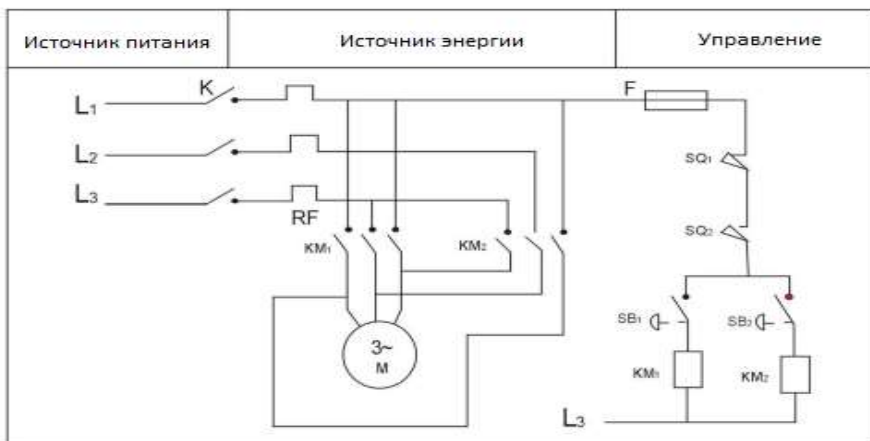 Источник питания
Источник энергии
Управление
K
F
L₁
L₂
SQ₁
L₃
RF
SQ₂
KM₁
KM₂
SB₁
SB₂
3~
M
KM₁
KM₂
L₃